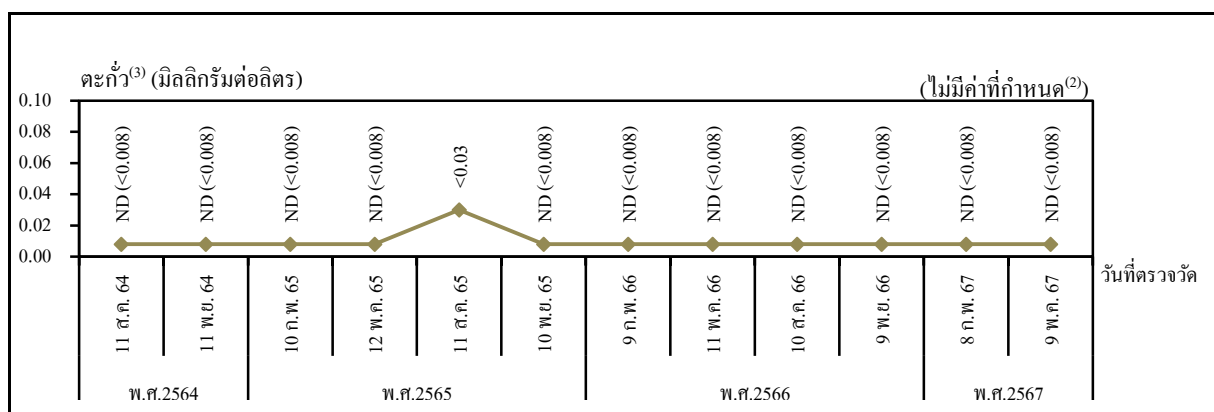 ตะกั่ว(3) (มิลลิกรัมต่อลิตร)
(ไม่มีค่าที่กำหนด(2))
0.10
0.08
0.06
0.04
0.02
0.00
ND (<0.008)
ND (<0.008)
ND (<0.008)
ND (<0.008)
<0.03
ND (<0.008)
ND (<0.008)
ND (<0.008)
ND (<0.008)
ND (<0.008)
ND (<0.008)
ND (<0.008)
วันที่ตรวจวัด
11 ส.ค. 64
11 พ.ย. 64
10 ก.พ. 65
12 พ.ค. 65
11 ส.ค. 65
10 พ.ย. 65
9 ก.พ. 66
11 พ.ค. 66
10 ส.ค. 66
9 พ.ย. 66
8 ก.พ. 67
9 พ.ค. 67
พ.ศ.2564
พ.ศ.2565
พ.ศ.2566
พ.ศ.2567